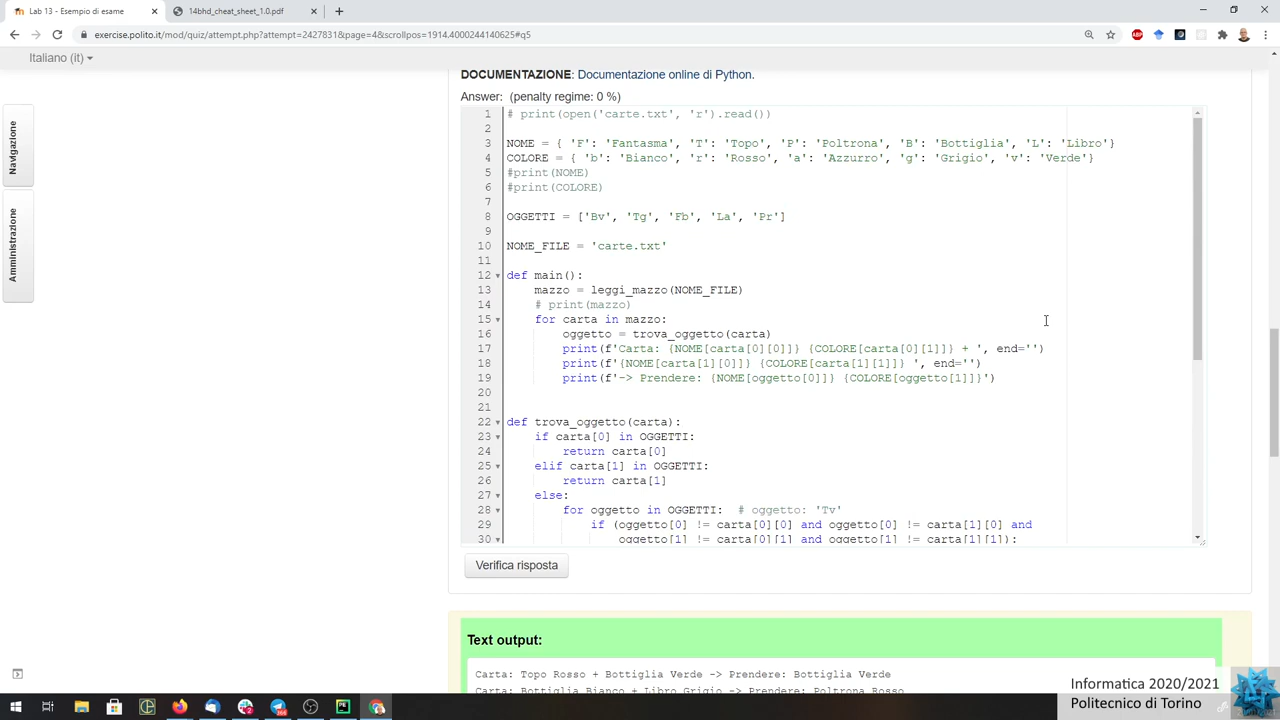 Lab 13 - Esempio di esame
14bhd_cheat_sheet_1.0.pdf
exercise.polito.it/mod/quiz/attempt.php?attempt=2427831&page=4&scrollpos=1914.4000244140625#q5
ABP
Italiano (it)
Navigazione
Amministrazione
DOCUMENTAZIONE: Documentazione online di Python.
Answer: (penalty regime: 0 %)
1 # print(open('carte.txt', 'r').read())
2
3 NOME = { 'F': 'Fantasma', 'T': 'Topo', 'P': 'Poltrona', 'B': 'Bottiglia', 'L': 'Libro'}
4 COLORE = { 'b': 'Bianco', 'r': 'Rosso', 'a': 'Azzurro', 'g': 'Grigio', 'v': 'Verde'}
5 #print(NOME)
6 #print(COLORE)
7
8 OGGETTI = ['Bv', 'Tg', 'Fb', 'La', 'Pr']
9
10 NOME_FILE = 'carte.txt'
11
12 def main():
13     mazzo = leggi_mazzo(NOME_FILE)
14     # print(mazzo)
15     for carta in mazzo:
16         oggetto = trova_oggetto(carta)
17         print(f'Carta: {NOME[carta[0][0]]} {COLORE[carta[0][1]]} + ', end='')
18         print(f'{NOME[carta[1][0]]} {COLORE[carta[1][1]]} ', end='')
19         print(f'-> Prendere: {NOME[oggetto[0]]} {COLORE[oggetto[1]]}')
20
21
22 def trova_oggetto(carta):
23     if carta[0] in OGGETTI:
24         return carta[0]
25     elif carta[1] in OGGETTI:
26         return carta[1]
27     else:
28         for oggetto in OGGETTI:  # oggetto: 'Tv'
29             if (oggetto[0] != carta[0][0] and oggetto[0] != carta[1][0] and
30                 oggetto[1] != carta[0][1] and oggetto[1] != carta[1][1]):
Verifica risposta
Text output:
Carta: Topo Rosso + Bottiglia Verde -> Prendere: Bottiglia Verde
Carta: Bottiglia Bianco + Libro Grigio -> Prendere: Poltrona Rosso
Informatica 2020/2021
Politecnico di Torino